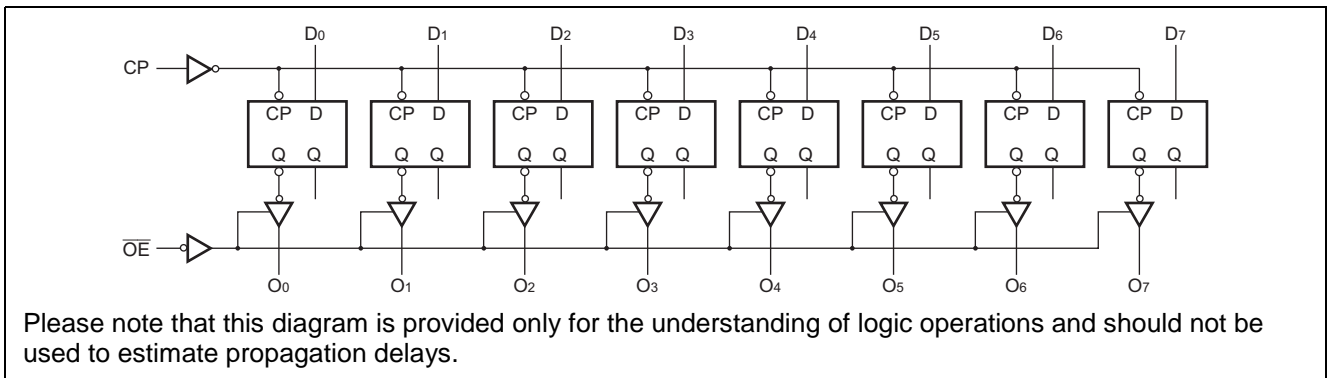 D0 D1 D2 D3 D4 D5 D6 D7
CP
CP D CP D CP D CP D CP D CP D CP D CP D
Q Q Q Q Q Q Q Q Q Q Q Q Q Q Q Q
OE
O0 O1 O2 O3 O4 O5 O6 O7
Please note that this diagram is provided only for the understanding of logic operations and should not be
used to estimate propagation delays.